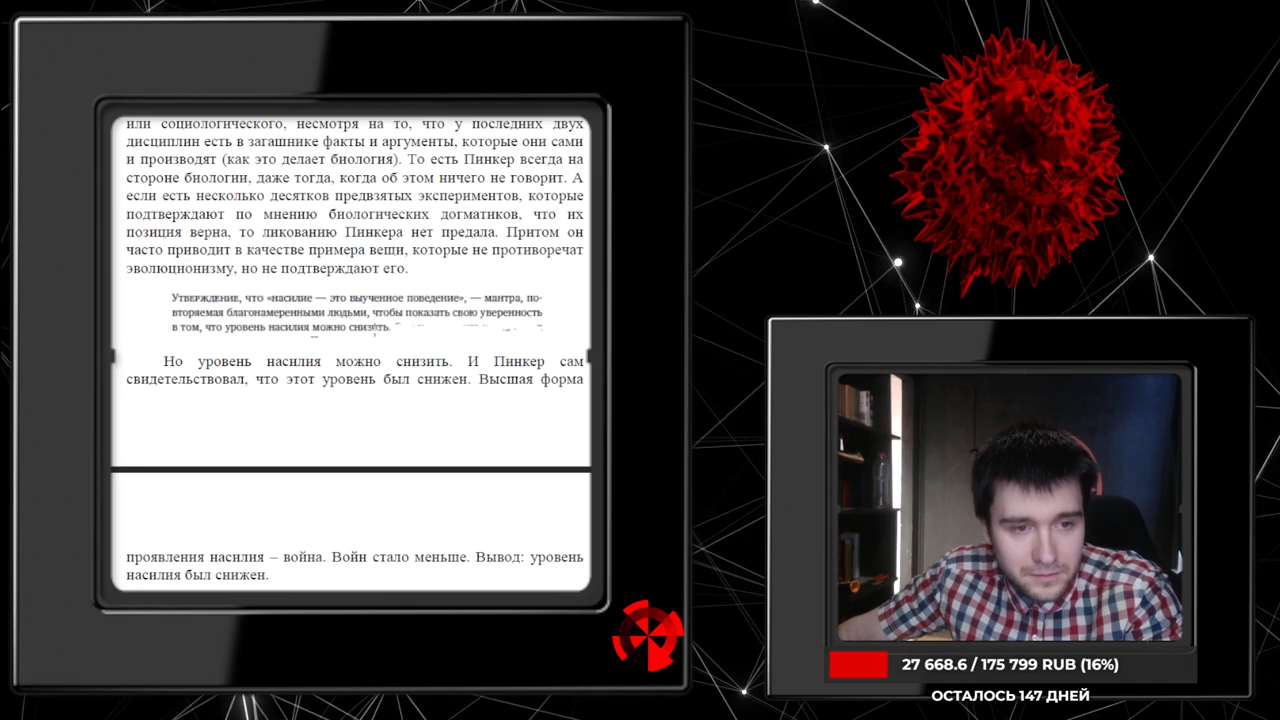 или социологического, несмотря на то, что у последних двух
дисциплин есть в загашнике факты и аргументы, которые они сами
и производят (как это делает биология). То есть Пинкер всегда на
стороне биологии, даже тогда, когда об этом ничего не говорит. А
если есть несколько десятков предвзятых экспериментов, которые
подтверждают по мнению биологических догматиков, что их
позиция верна, то ликованию Пинкера нет предала. Притом он
часто приводит в качестве примера вещи, которые не противоречат
эволюционизму, но не подтверждают его.
Утверждение, что «насилие — это выученное поведение», — мантра, по-
вторяемая благонамеренными людьми, чтобы показать свою уверенность
в том, что уровень насилия можно снизить.
Но уровень насилия можно снизить. И Пинкер сам
свидетельствовал, что этот уровень был снижен. Высшая форма
проявления насилия – война. Войн стало меньше. Вывод: уровень
насилия был снижен.
27 668.6 / 175 799 RUB (16%)
ОСТАЛОСЬ 147 ДНЕЙ